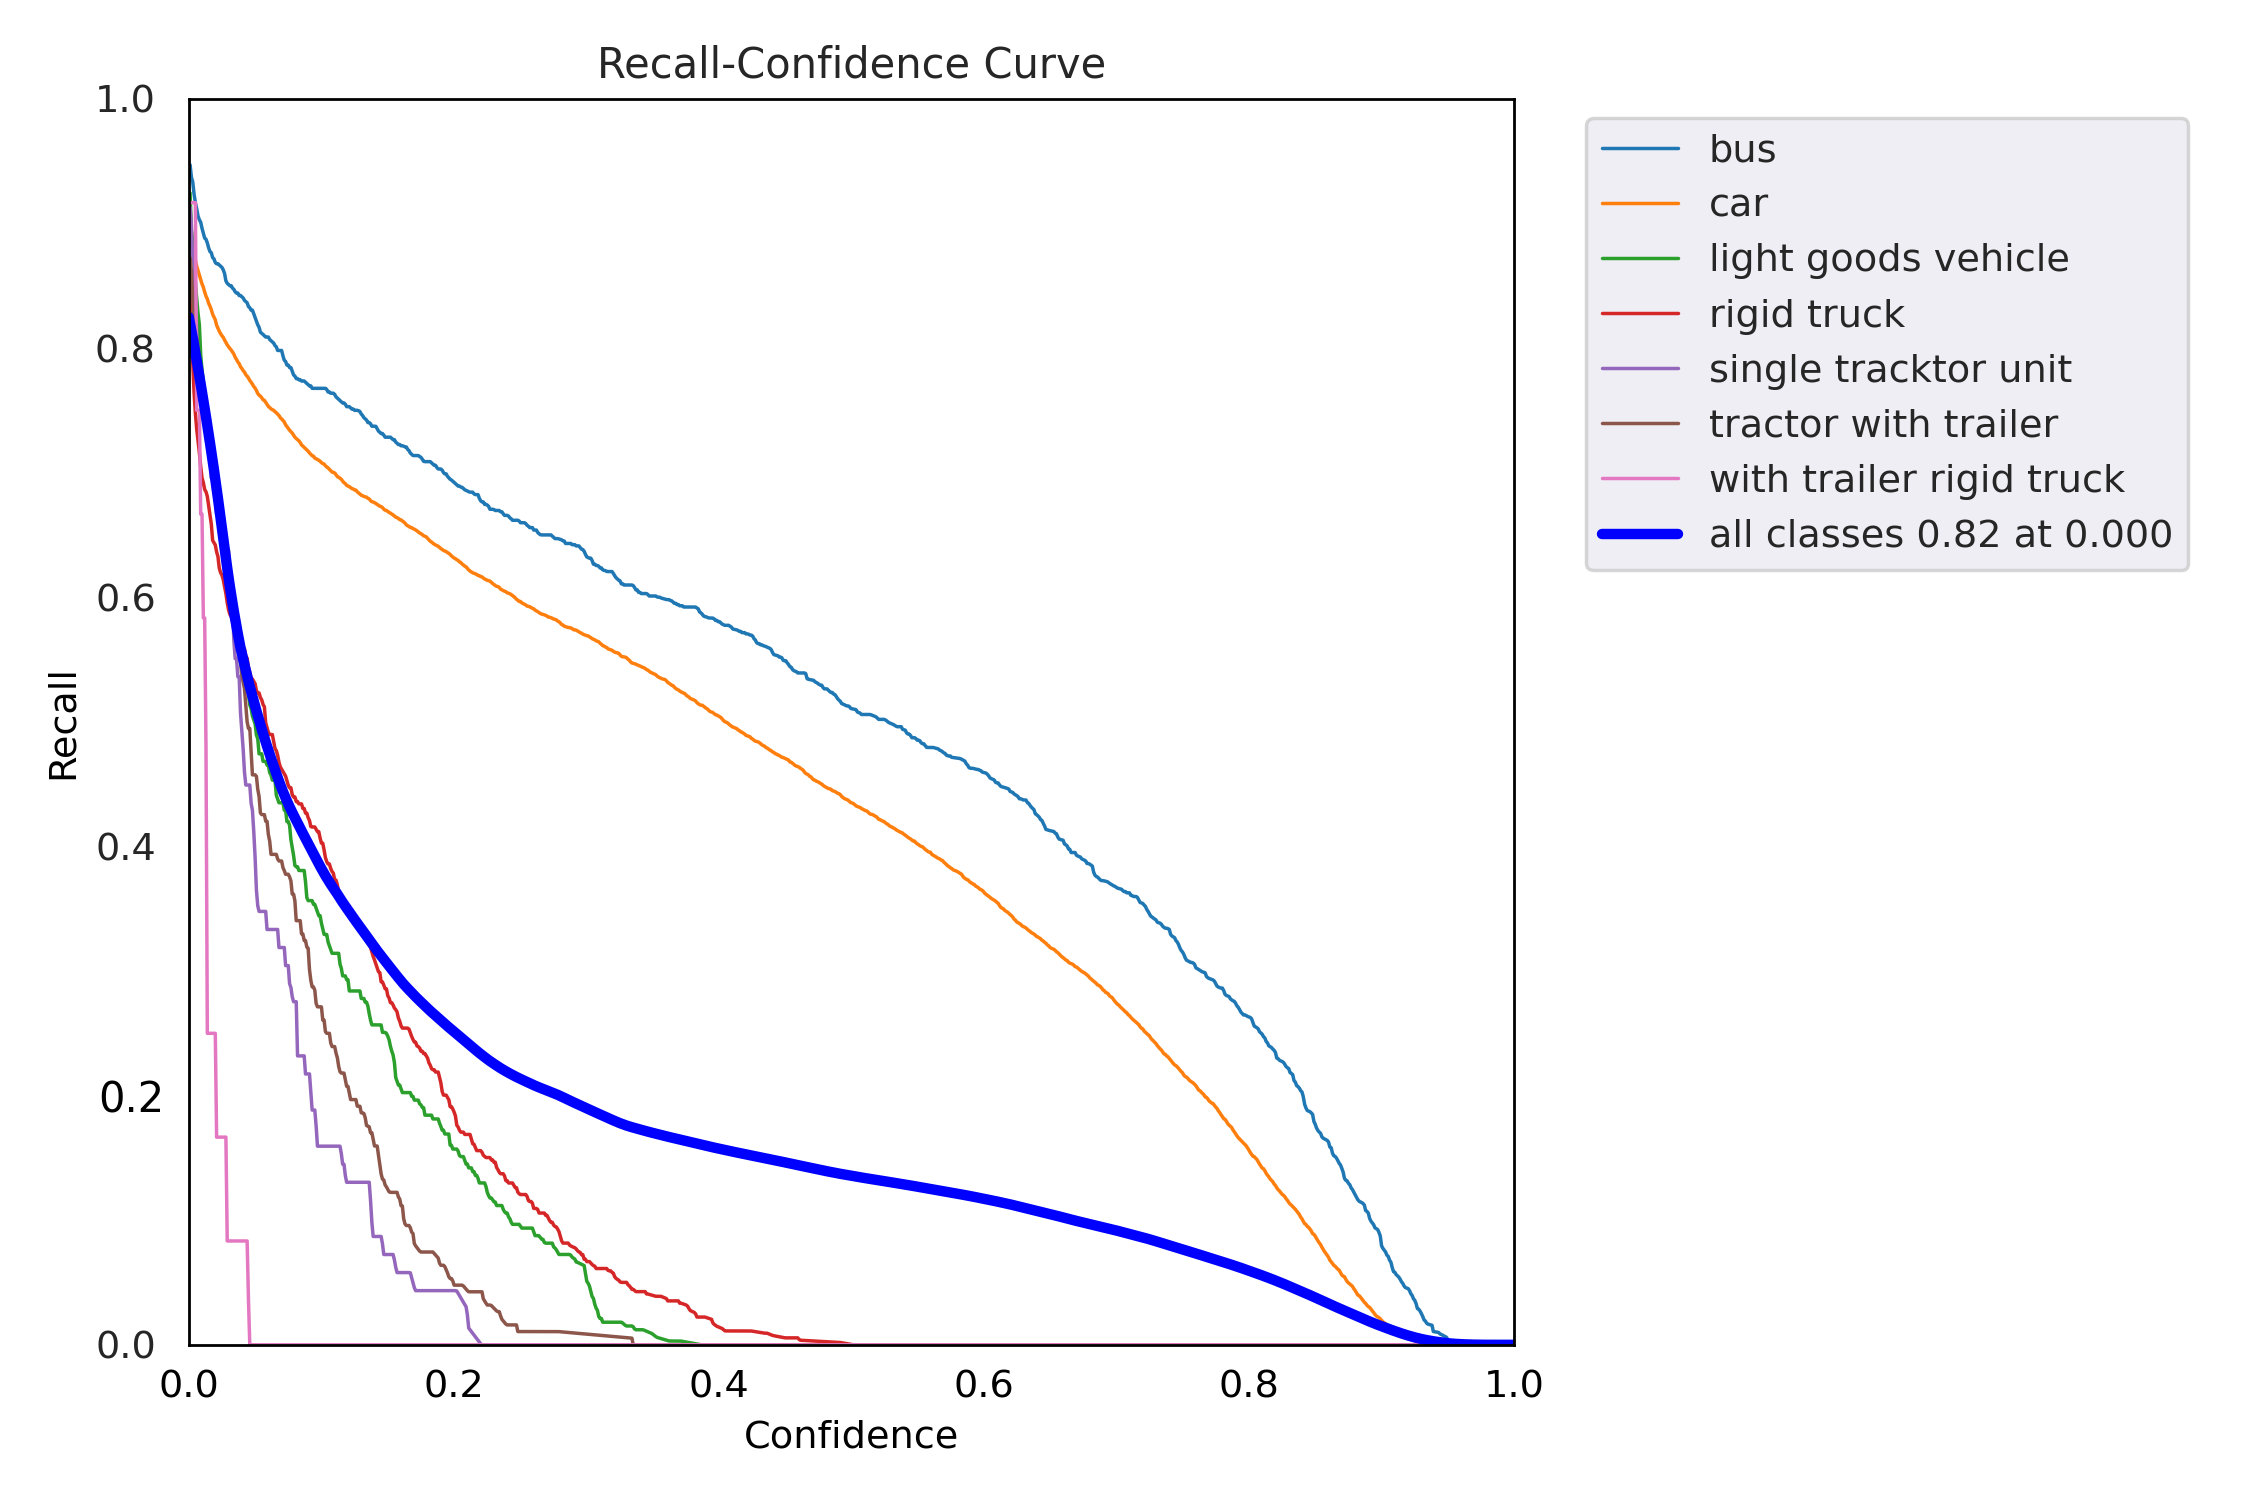 Recall-Confidence Curve
1.0
0.8
0.6
0.4
0.2
0.0
Recall
0.0 0.2 0.4 0.6 0.8 1.0
Confidence
bus
car
light goods vehicle
rigid truck
single tracktor unit
tractor with trailer
with trailer rigid truck
all classes 0.82 at 0.000